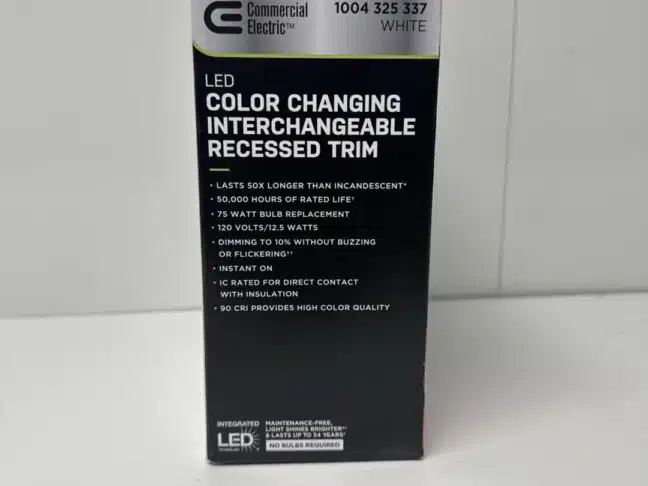 Commercial
Electric™
1004 325 337
WHITE
LED
COLOR CHANGING
INTERCHANGEABLE
RECESSED TRIM
• LASTS 50X LONGER THAN INCANDESCENT*
• 50,000 HOURS OF RATED LIFE†
• 75 WATT BULB REPLACEMENT
• 120 VOLTS/12.5 WATTS
• DIMMING TO 10% WITHOUT BUZZING
OR FLICKERING††
• INSTANT ON
• IC RATED FOR DIRECT CONTACT
WITH INSULATION
• 90 CRI PROVIDES HIGH COLOR QUALITY
INTEGRATED
LED
MAINTENANCE-FREE,
LIGHT SHINES BRIGHTER**
& LASTS UP TO 34 YEARS‡
NO BULBS REQUIRED